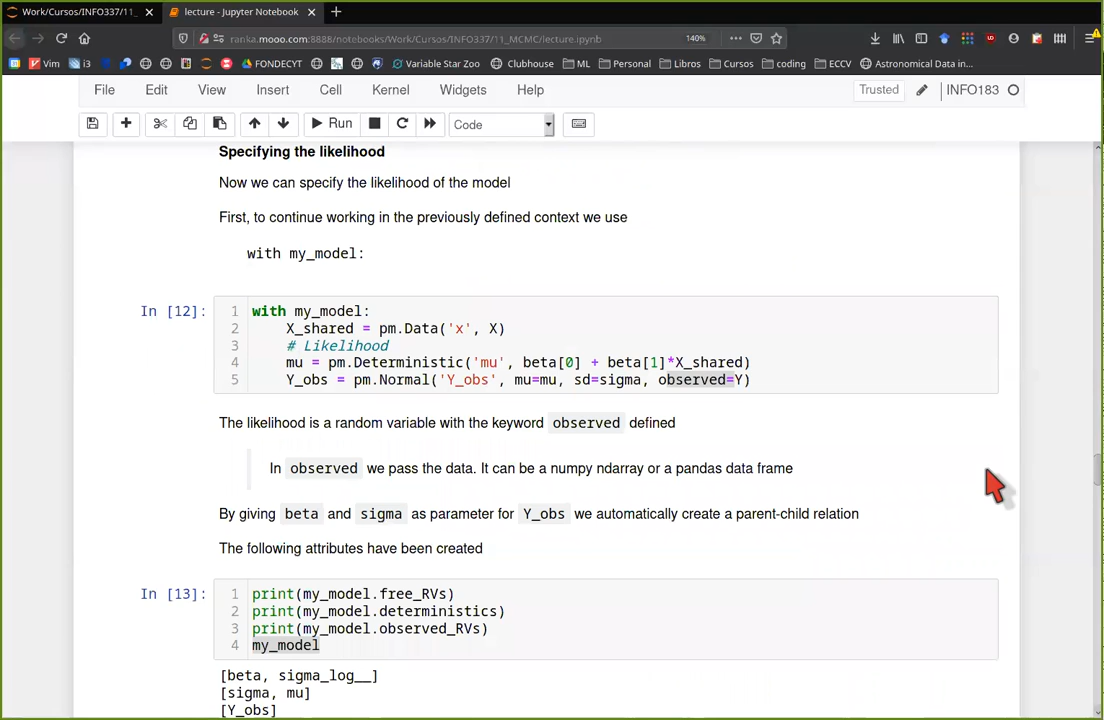 Work/Cursos/INFO337/11_
lecture - Jupyter Notebook
ranka.mooo.com:8888/notebooks/Work/Cursos/INFO337/11_MCMC/lecture.ipynb
140%
Vim
i3
FONDECYT
Variable Star Zoo
Clubhouse
ML
Personal
Libros
Cursos
coding
ECCV
Astronomical Data in...
File
Edit
View
Insert
Cell
Kernel
Widgets
Help
Trusted
INFO183
Run
Code
Specifying the likelihood
Now we can specify the likelihood of the model
First, to continue working in the previously defined context we use
with my_model:
In [12]:
1 with my_model:
2 X_shared = pm.Data('x', X)
3 # Likelihood
4 mu = pm.Deterministic('mu', beta[0] + beta[1]*X_shared)
5 Y_obs = pm.Normal('Y_obs', mu=mu, sd=sigma, observed=Y)
The likelihood is a random variable with the keyword observed defined
In observed we pass the data. It can be a numpy ndarray or a pandas data frame
By giving beta and sigma as parameter for Y_obs we automatically create a parent-child relation
The following attributes have been created
In [13]:
1 print(my_model.free_RVs)
2 print(my_model.deterministics)
3 print(my_model.observed_RVs)
4 my_model
[beta, sigma_log__]
[sigma, mu]
[Y_obs]